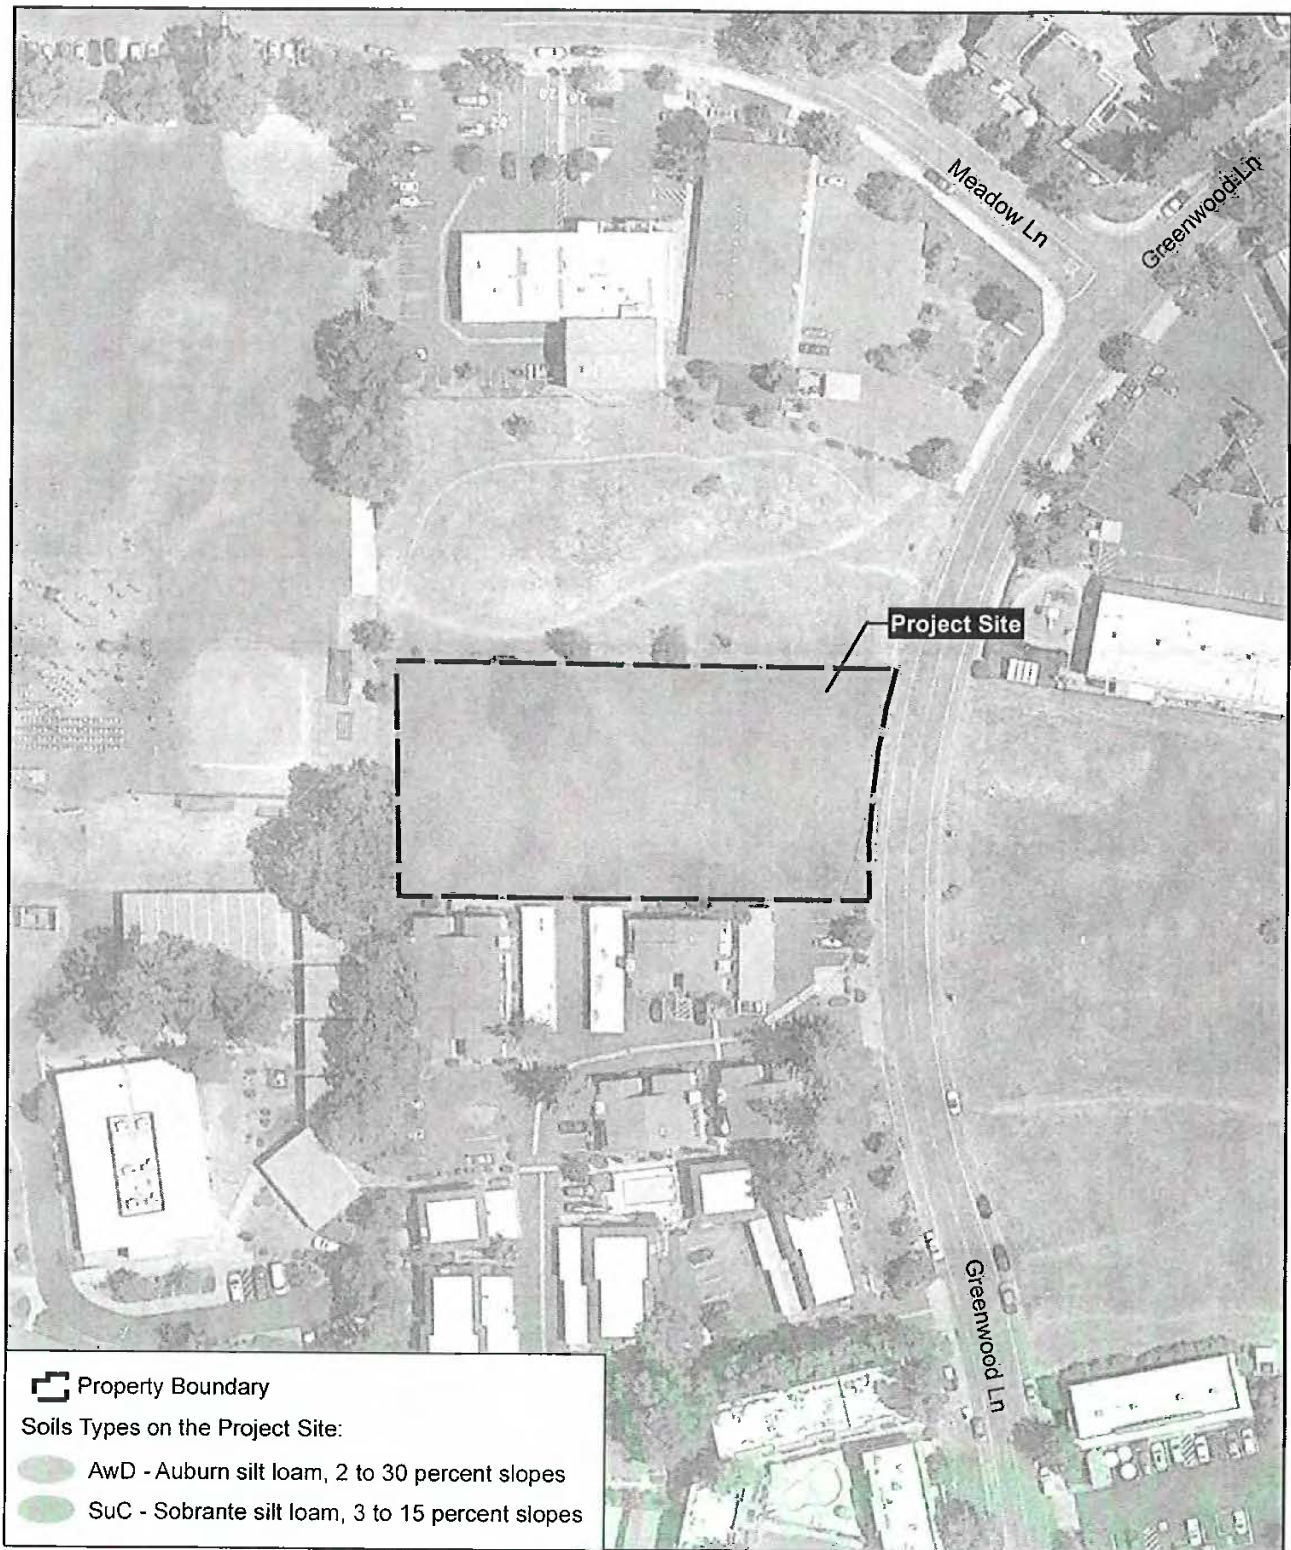 Meadow Ln
Greenwood Ln
Project Site
Greenwood Ln
Property Boundary
Soils Types on the Project Site:
AwD - Auburn silt loam, 2 to 30 percent slopes
SuC - Sobrante silt loam, 3 to 15 percent slopes